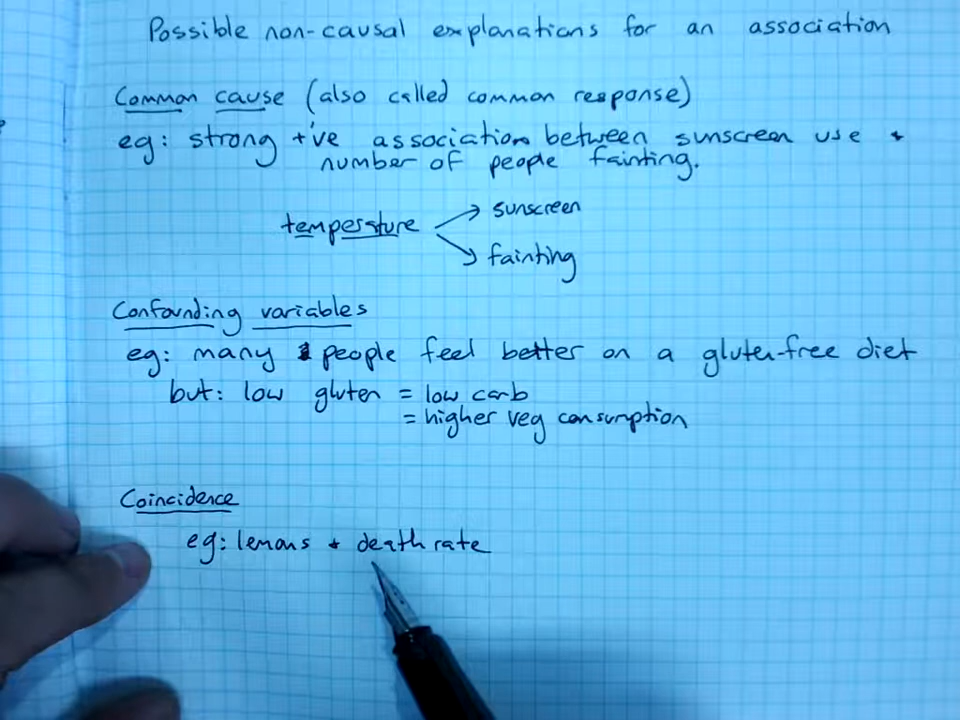 Possible non-causal explanations for an association
Common cause (also called common response)
eg: strong +'ve association between sunscreen use +
number of people fainting.
sunscreen
temperature
fainting
Confounding variables
eg: many people feel better on a gluten-free diet
but: low gluten = low carb
= higher veg consumption
Coincidence
eg: lemons + death rate